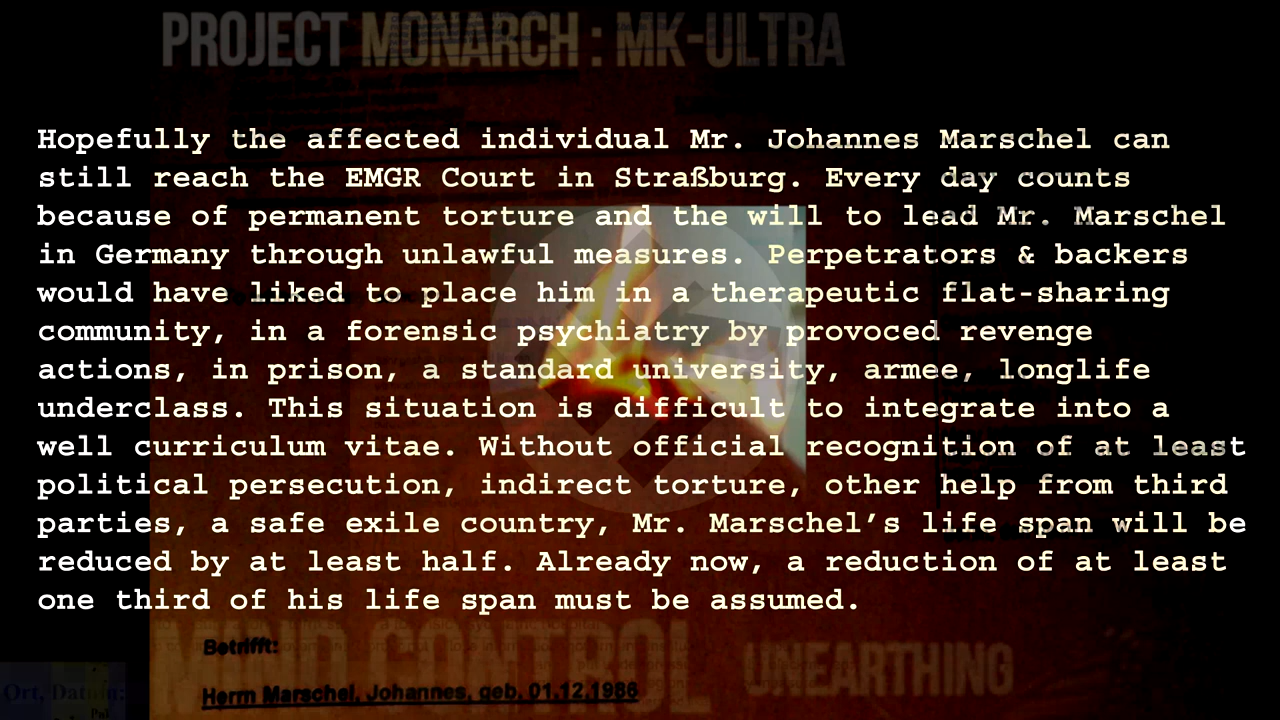 PROJECT MONARCH : MK-ULTRA
Hopefully the affected individual Mr. Johannes Marschel can
still reach the EMGR Court in Straßburg. Every day counts
because of permanent torture and the will to lead Mr. Marschel
in Germany through unlawful measures. Perpetrators & backers
would have liked to place him in a therapeutic flat-sharing
community, in a forensic psychiatry by provoced revenge
actions, in prison, a standard university, armee, longlife
underclass. This situation is difficult to integrate into a
well curriculum vitae. Without official recognition of at least
political persecution, indirect torture, other help from third
parties, a safe exile country, Mr. Marschel’s life span will be
reduced by at least half. Already now, a reduction of at least
one third of his life span must be assumed.
MIND CONTROL UNEARTHING
Betrifft:
Ort, Datum:
Herrn Marschel, Johannes, geb. 01.12.1986